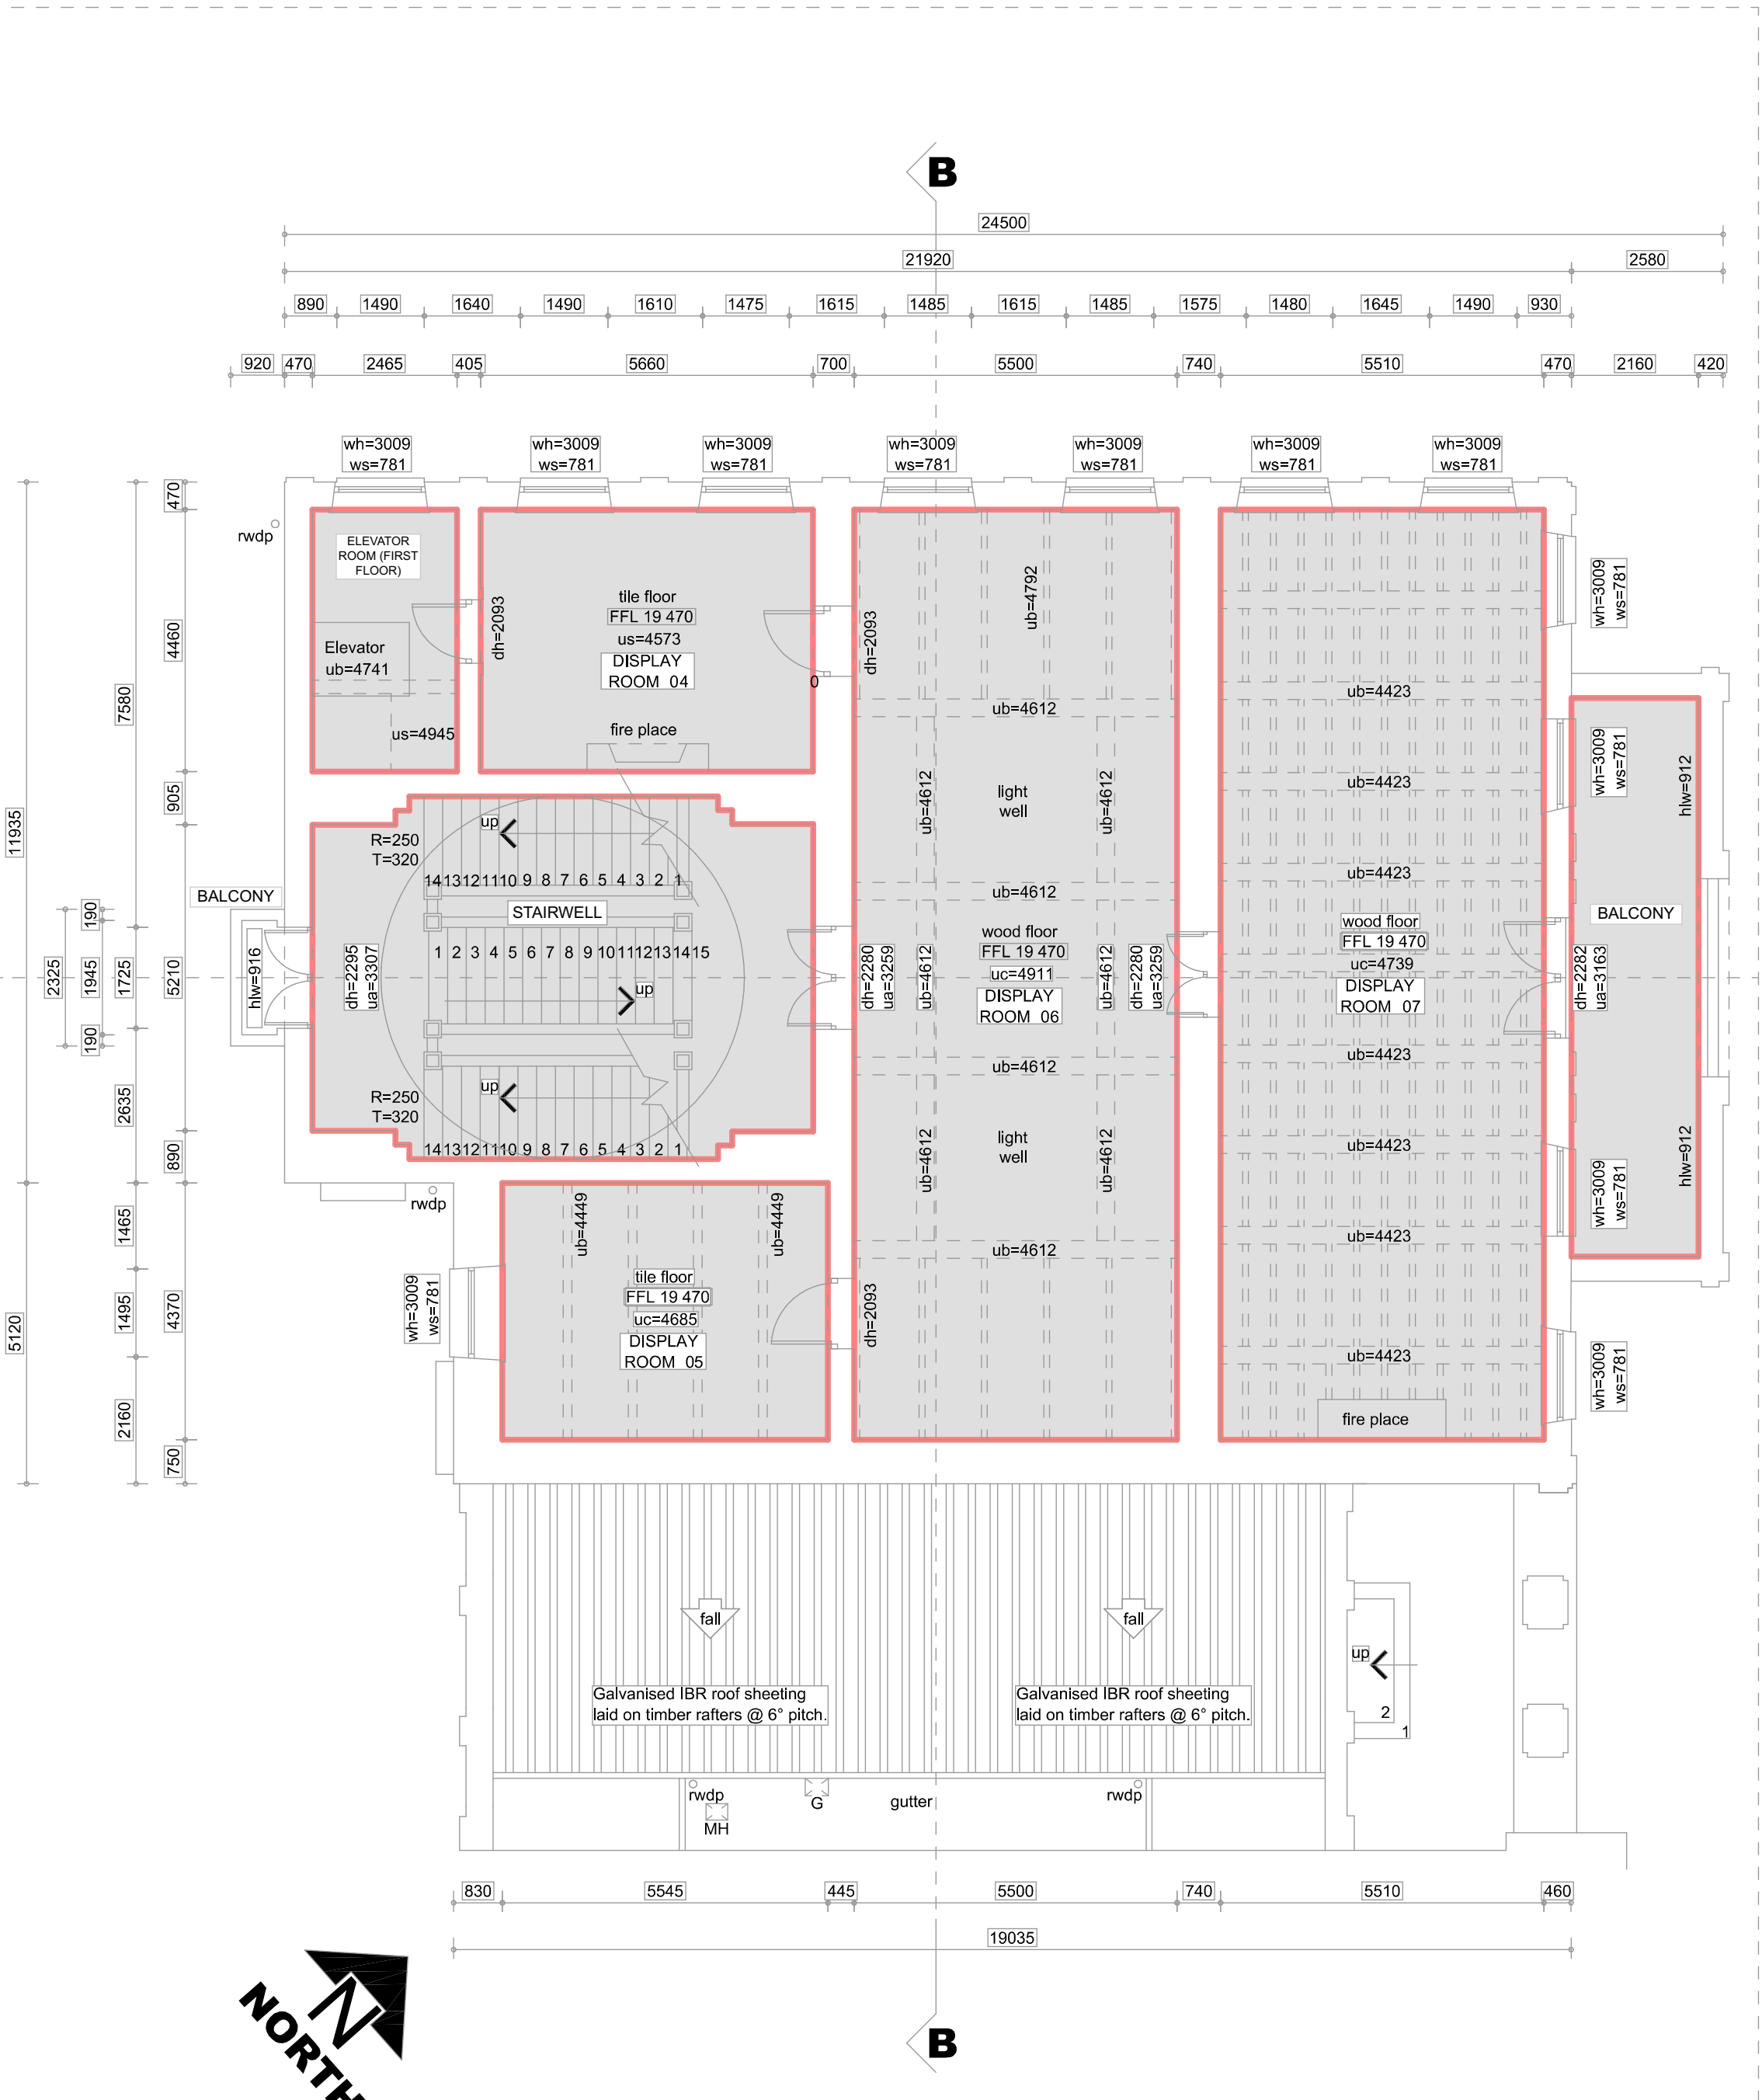 B
24500
21920
2580
890
1490
1640
1490
1610
1475
1615
1485
1615
1485
1575
1480
1645
1490
930
920
470
2465
405
5660
700
5500
740
5510
470
2160
420
wh=3009
ws=781
wh=3009
ws=781
wh=3009
ws=781
wh=3009
ws=781
wh=3009
ws=781
wh=3009
ws=781
wh=3009
ws=781
11935
5120
2325
190
1945
190
7580
1725
2635
1465
1495
2160
470
4460
905
5210
890
4370
750
rwdp
ELEVATOR
ROOM (FIRST
FLOOR)
Elevator
ub=4741
us=4945
dh=2093
tile floor
FFL 19 470
us=4573
DISPLAY
ROOM 04
0
fire place
dh=2093
ub=4792
ub=4612
ub=4612
ub=4612
light
well
ub=4612
wood floor
FFL 19 470
uc=4911
DISPLAY
ROOM 06
dh=2280
ua=3259
ub=4612
ub=4612
dh=2280
ua=3259
ub=4612
light
well
ub=4612
ub=4612
ub=4612
dh=2093
ub=4423
ub=4423
ub=4423
wood floor
FFL 19 470
uc=4739
DISPLAY
ROOM 07
ub=4423
ub=4423
ub=4423
ub=4423
fire place
dh=2282
ua=3163
wh=3009
ws=781
wh=3009
ws=781
hlw=912
BALCONY
wh=3009
ws=781
hlw=912
wh=3009
ws=781
BALCONY
hlw=916
dh=2295
ua=3307
R=250
T=320
up
14 13 12 11 10 9 8 7 6 5 4 3 2 1
STAIRWELL
1 2 3 4 5 6 7 8 9 10 11 12 13 14 15
up
up
R=250
T=320
14 13 12 11 10 9 8 7 6 5 4 3 2 1
rwdp
wh=3009
ws=781
ub=4449
ub=4449
tile floor
FFL 19 470
uc=4685
DISPLAY
ROOM 05
fall
fall
Galvanised IBR roof sheeting
laid on timber rafters @ 6° pitch.
Galvanised IBR roof sheeting
laid on timber rafters @ 6° pitch.
up
2
1
rwdp
MH
G
gutter
rwdp
830
5545
445
5500
740
5510
460
19035
B
N
NORTH